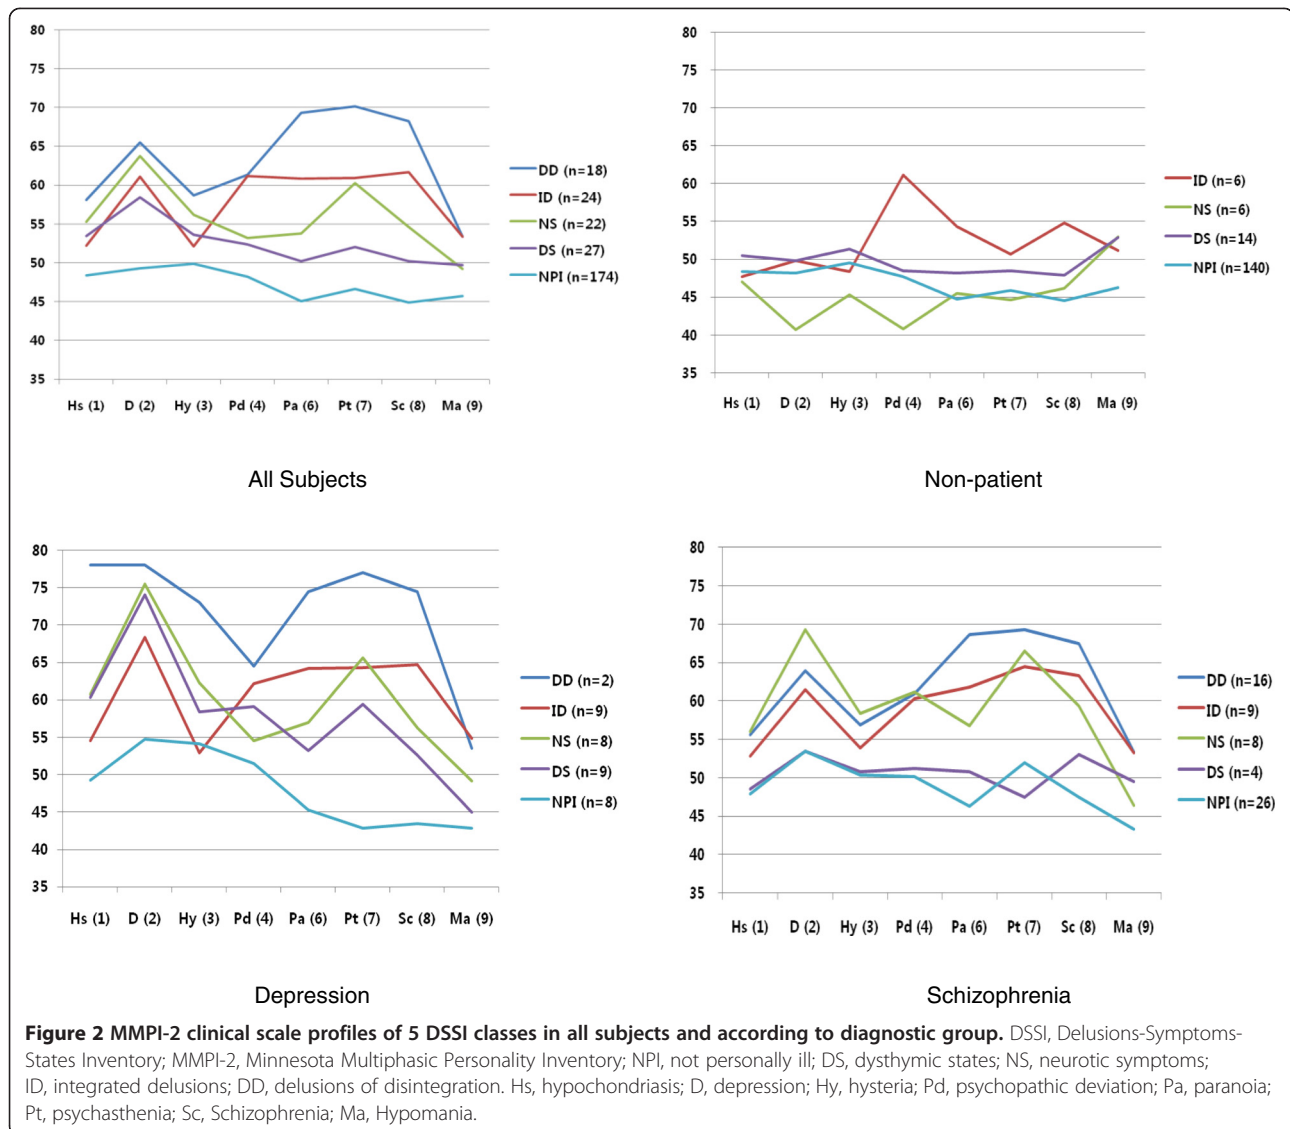 80
75
70
65
60
55
50
45
40
35
Hs (1) D (2) Hy (3) Pd (4) Pa (6) Pt (7) Sc (8) Ma (9)
DD (n=18)
ID (n=24)
NS (n=22)
DS (n=27)
NPI (n=174)
All Subjects
80
75
70
65
60
55
50
45
40
35
Hs (1) D (2) Hy (3) Pd (4) Pa (6) Pt (7) Sc (8) Ma (9)
ID (n=6)
NS (n=6)
DS (n=14)
NPI (n=140)
Non-patient
80
75
70
65
60
55
50
45
40
35
Hs (1) D (2) Hy (3) Pd (4) Pa (6) Pt (7) Sc (8) Ma (9)
DD (n=2)
ID (n=9)
NS (n=8)
DS (n=9)
NPI (n=8)
Depression
80
75
70
65
60
55
50
45
40
35
Hs (1) D (2) Hy (3) Pd (4) Pa (6) Pt (7) Sc (8) Ma (9)
DD (n=16)
ID (n=9)
NS (n=8)
DS (n=4)
NPI (n=26)
Schizophrenia
Figure 2 MMPI-2 clinical scale profiles of 5 DSSI classes in all subjects and according to diagnostic group. DSSI, Delusions-Symptoms-
States Inventory; MMPI-2, Minnesota Multiphasic Personality Inventory; NPI, not personally ill; DS, dysthymic states; NS, neurotic symptoms;
ID, integrated delusions; DD, delusions of disintegration. Hs, hypochondriasis; D, depression; Hy, hysteria; Pd, psychopathic deviation; Pa, paranoia;
Pt, psychasthenia; Sc, Schizophrenia; Ma, Hypomania.